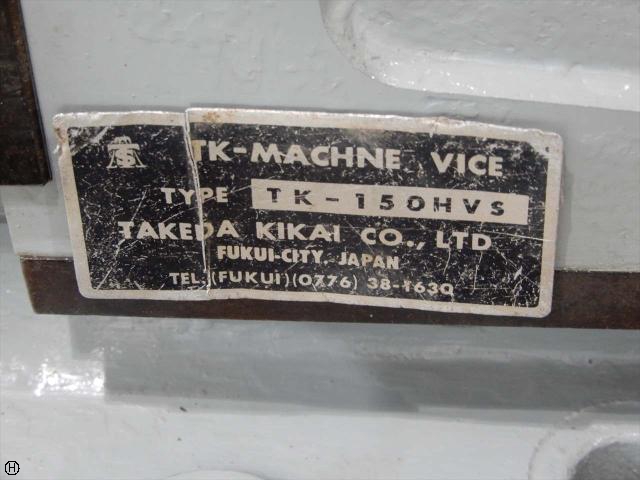 TK-MACHNE VICE
TYPE TK-150HVS
TAKEDA KIKAI CO., LTD
FUKUI-CITY, JAPAN
TEL. (FUKUI) (0776) 38-1630
H